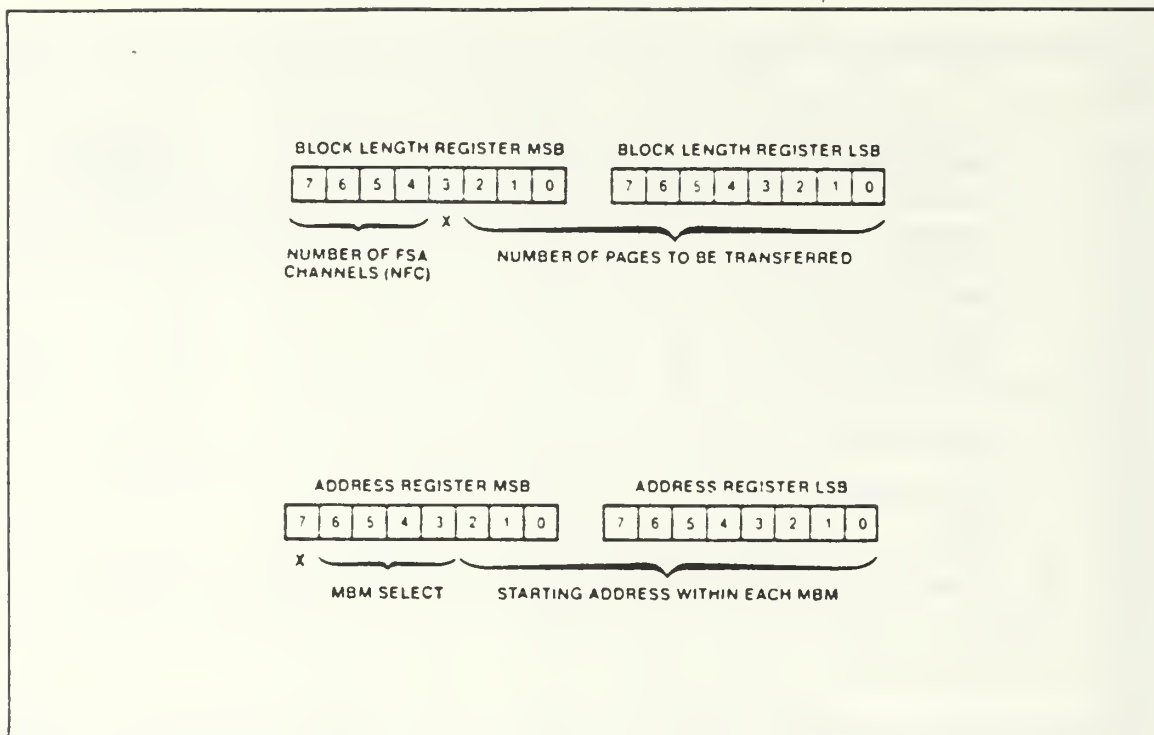 BLOCK LENGTH REGISTER MSB BLOCK LENGTH REGISTER LSB
7 6 5 4 3 2 1 0 7 6 5 4 3 2 1 0
X
NUMBER OF FSA NUMBER OF PAGES TO BE TRANSFERRED
CHANNELS (NFC)
ADDRESS REGISTER MSB ADDRESS REGISTER LSB
7 6 5 4 3 2 1 0 7 6 5 4 3 2 1 0
X
MBM SELECT STARTING ADDRESS WITHIN EACH MBM